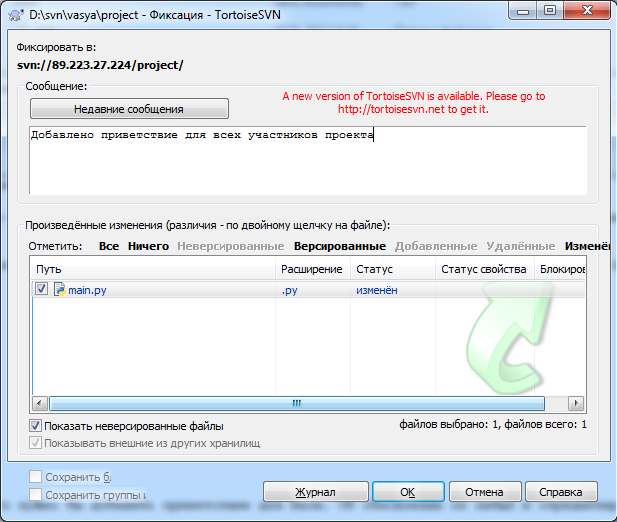 D:\svn\vasya\project - Фиксация - TortoiseSVN
Фиксировать в:
svn://89.223.27.224/project/
Сообщение:
Недавние сообщения
A new version of TortoiseSVN is available. Please go to
http://tortoisesvn.net to get it.
Добавлено приветствие для всех участников проекта
Произведённые изменения (различия - по двойному щелчку на файле):
Отметить: Все Ничего Неверсированные Версированные Добавленные Удалённые Изменён
Путь Расширение Статус Статус свойства Блокиров
main.py .py изменён
Показать неверсированные файлы файлов выбрано: 1, файлов всего: 1
Показывать внешние из других хранилищ
Сохранить б
Сохранить группы и
Журнал OK Отмена Справка